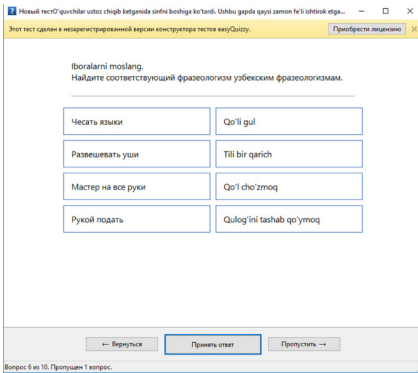 Новый тестO'quvchilar ustoz chiqib ketganida sinfni boshiga ko'tardi. Ushbu gapda qaysi zamon fe'li ishtirok etga...
Этот тест сделан в незарегистрированной версии конструктора тестов easyQuizzy.
Приобрести лицензию
Iboralarni moslang.
Найдите соответствующий фразеологизм узбекским фразеологизмам.
Чесать языки
Qo'li gul
Развешевать уши
Tili bir qarich
Мастер на все руки
Qo'l cho'zmoq
Рукой подать
Qulog'ini tashab qo'ymoq
← Вернуться
Принять ответ
Пропустить →
Вопрос 6 из 10. Пропущен 1 вопрос.